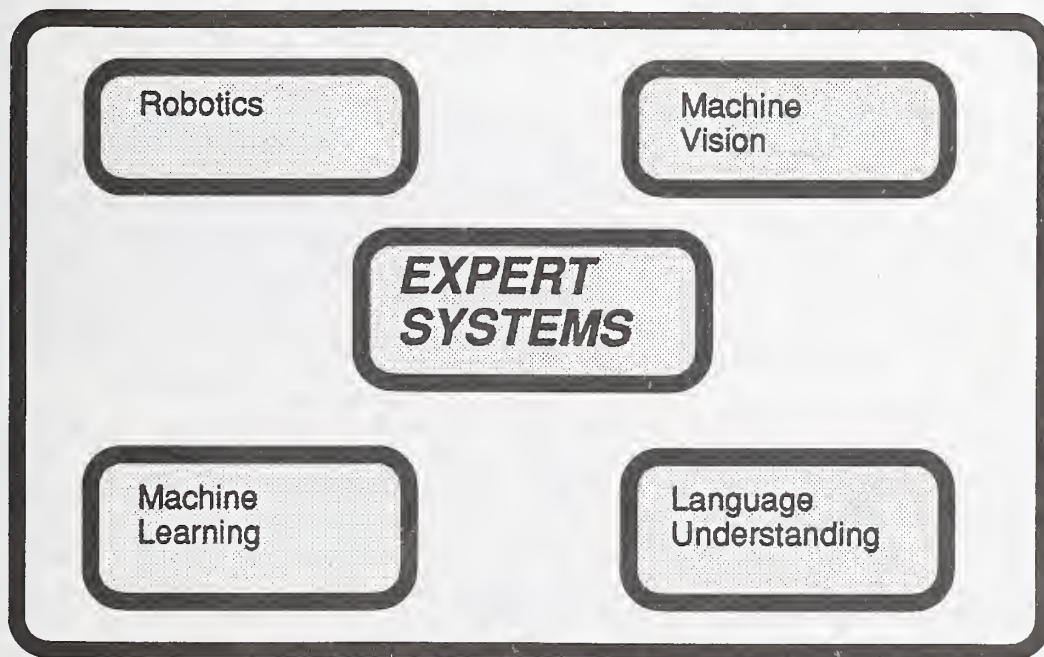 Robotics
Machine
Vision
EXPERT
SYSTEMS
Machine
Learning
Language
Understanding